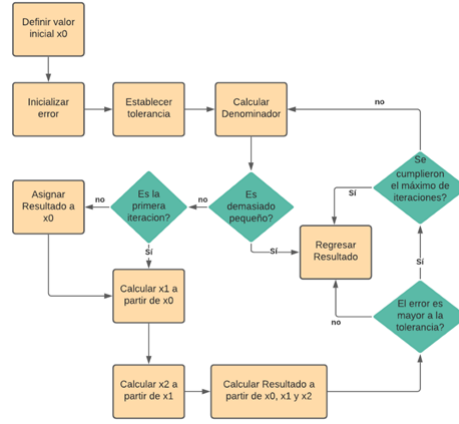 Definir valor
inicial x0
Inicializar
error
Establecer
tolerancia
Calcular
Denominador
no
Se
cumplieron
el máximo de
iteraciones?
Sí
Asignar
Resultado a
x0
no
Es la
primera
iteracion?
no
Es
demasiado
pequeño?
Sí
Regresar
Resultado
Sí
Sí
Calcular x1 a
partir de x0
El error es
mayor a la
tolerancia?
no
Calcular x2 a
partir de x1
Calcular Resultado a
partir de x0, x1 y x2